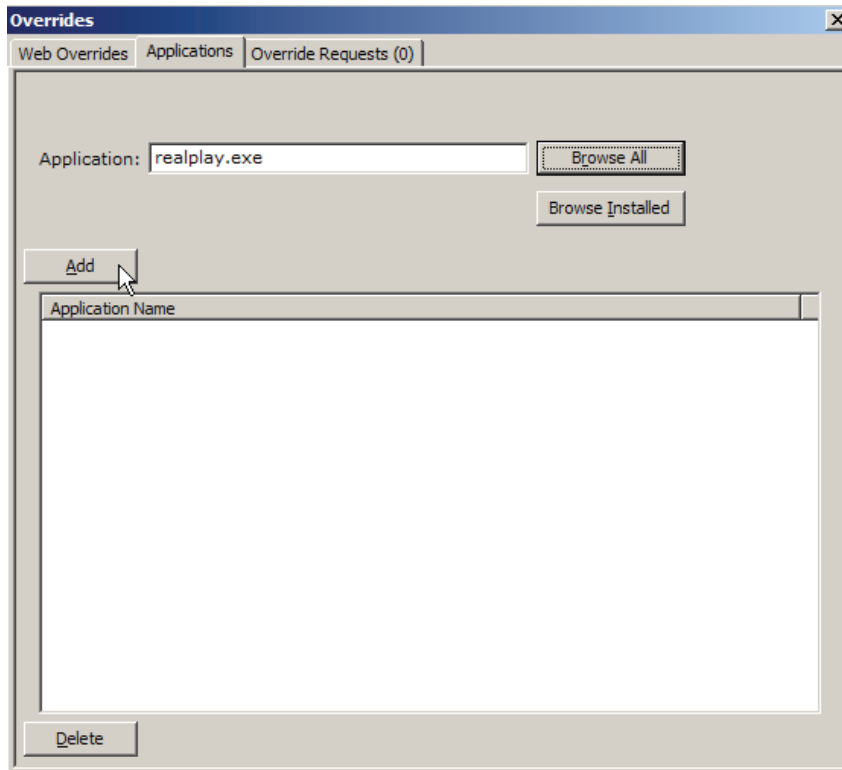 Overrides
Web Overrides Applications Override Requests (0)
Application: realplay.exe Browse All
Browse Installed
Add
Application Name
Delete